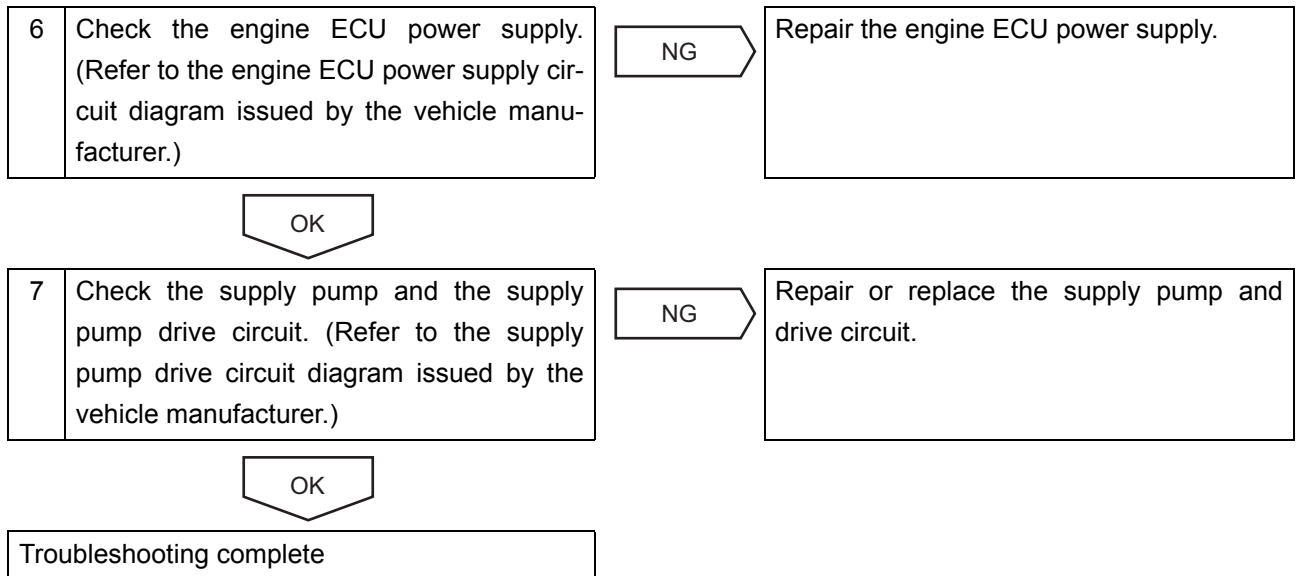 6
Check the engine ECU power supply.
(Refer to the engine ECU power supply cir-
cuit diagram issued by the vehicle manu-
facturer.)
NG
Repair the engine ECU power supply.
OK
7
Check the supply pump and the supply
pump drive circuit. (Refer to the supply
pump drive circuit diagram issued by the
vehicle manufacturer.)
NG
Repair or replace the supply pump and
drive circuit.
OK
Troubleshooting complete